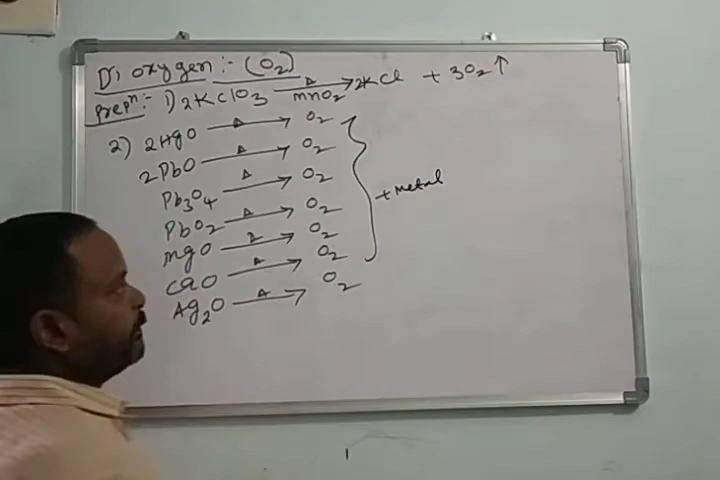 Di oxygen :- (O₂)
Prepⁿ :- 1) 2KClO₃ —Δ/MnO₂→ 2KCl + 3O₂ ↑
2) 2HgO —Δ→ O₂
2PbO —Δ→ O₂
Pb₃O₄ —Δ→ O₂
PbO₂ —Δ→ O₂
MgO —Δ→ O₂
CaO —Δ→ O₂
Ag₂O —Δ→ O₂
+ Metal